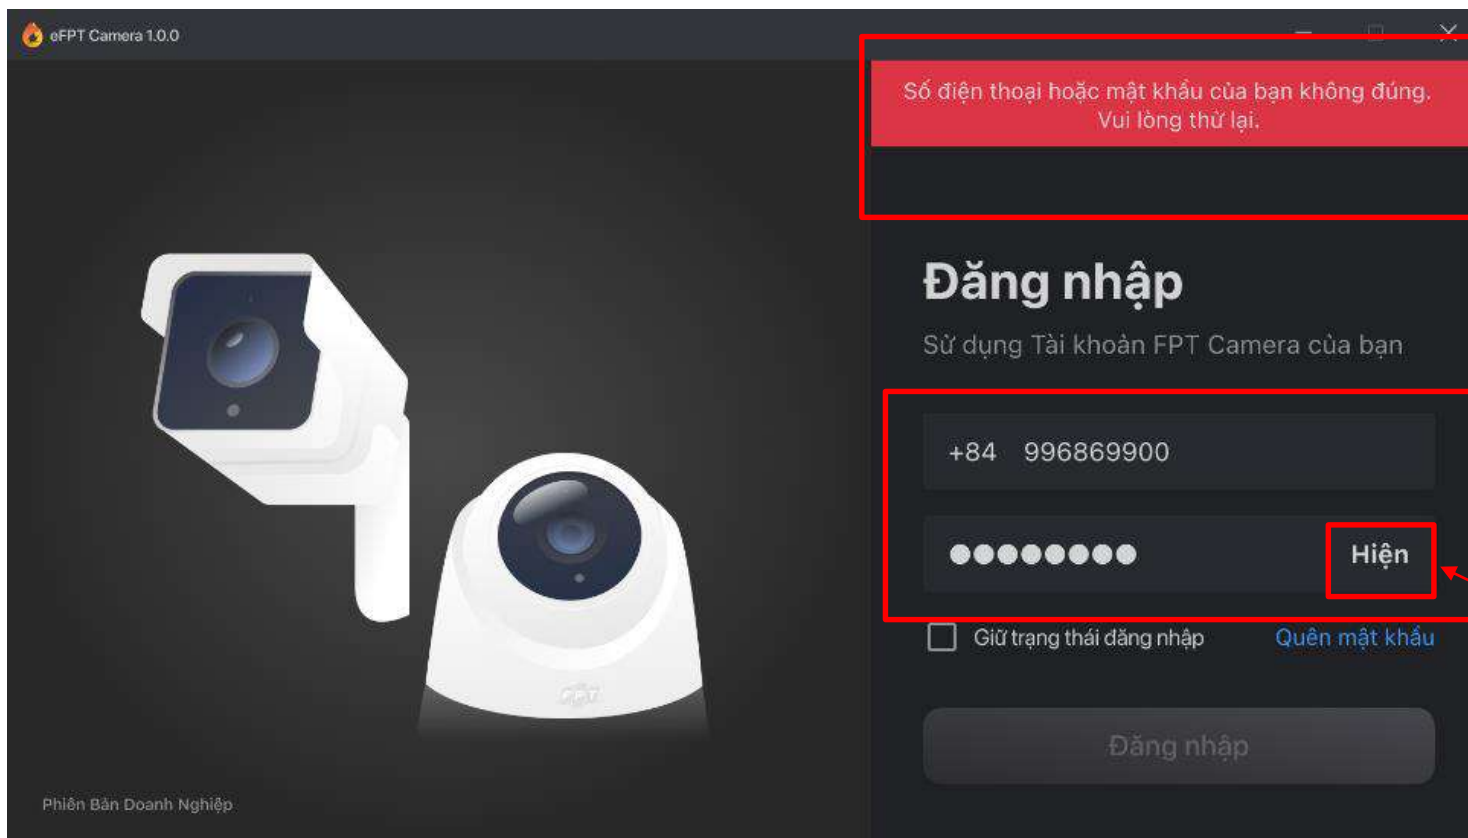 eFPT Camera 1.0.0
Số điện thoại hoặc mật khẩu của bạn không đúng.
Vui lòng thử lại.
Đăng nhập
Sử dụng Tài khoản FPT Camera của bạn
+84 996869900
●●●●●●●● Hiện
Giữ trạng thái đăng nhập Quên mật khẩu
Đăng nhập
FPT
Phiên Bản Doanh Nghiệp